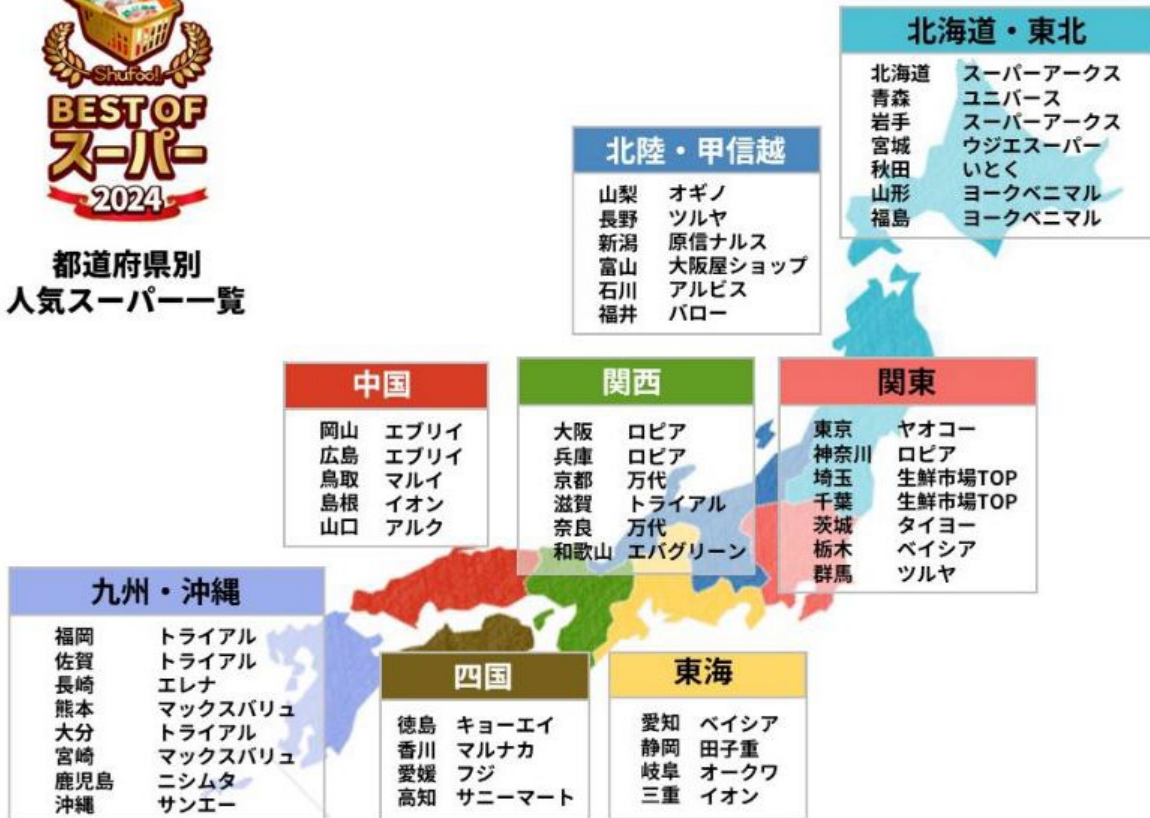 Shufoo!
BEST OF
スーパー
2024
都道府県別
人気スーパー一覧
北海道・東北
北海道 スーパーアークス
青森 ユニバース
岩手 スーパーアークス
宮城 ウジエスーパー
秋田 いとく
山形 ヨークベニマル
福島 ヨークベニマル
北陸・甲信越
山梨 オギノ
長野 ツルヤ
新潟 原信ナルス
富山 大阪屋ショップ
石川 アルビス
福井 バロー
中国
岡山 エブリイ
広島 エブリイ
鳥取 マルイ
島根 イオン
山口 アルク
関西
大阪 ロピア
兵庫 ロピア
京都 万代
滋賀 トライアル
奈良 万代
和歌山 エバグリーン
関東
東京 ヤオコー
神奈川 ロピア
埼玉 生鮮市場TOP
千葉 生鮮市場TOP
茨城 タイヨー
栃木 ベイシア
群馬 ツルヤ
九州・沖縄
福岡 トライアル
佐賀 トライアル
長崎 エレナ
熊本 マックスバリュ
大分 トライアル
宮崎 マックスバリュ
鹿児島 ニシムタ
沖縄 サンエー
四国
徳島 キョーエイ
香川 マルナカ
愛媛 フジ
高知 サニーマート
東海
愛知 ベイシア
静岡 田子重
岐阜 オークワ
三重 イオン